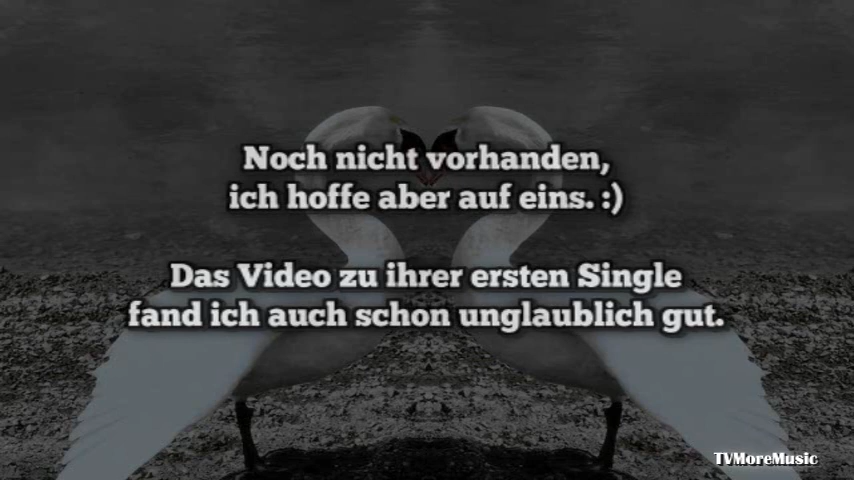 Noch nicht vorhanden,
ich hoffe aber auf eins. :)
Das Video zu ihrer ersten Single
fand ich auch schon unglaublich gut.
TVMoreMusic